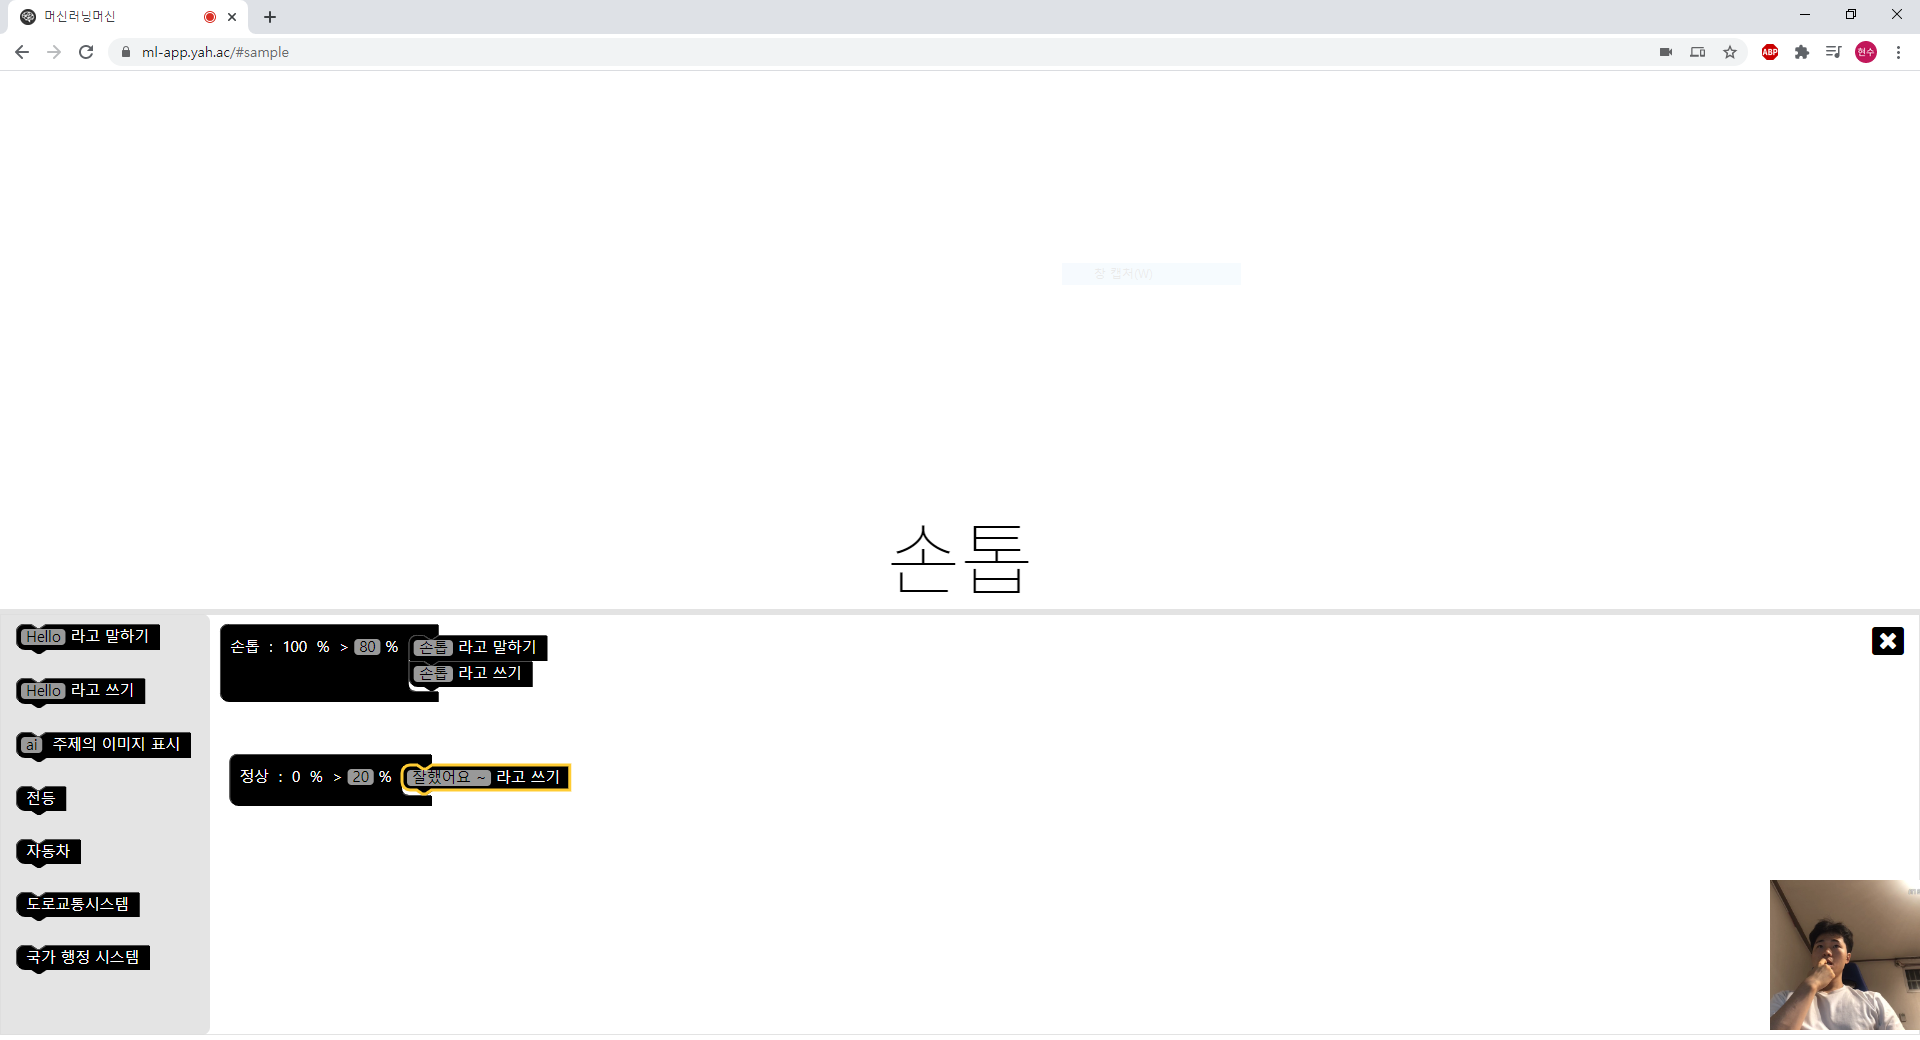 머신러닝머신
ml-app.yah.ac/#sample
ABP
현수
창 캡처(W)
손톱
Hello 라고 말하기
Hello 라고 쓰기
ai 주제의 이미지 표시
전등
자동차
도로교통시스템
국가 행정 시스템
손톱 : 100 % > 80 % 손톱 라고 말하기
손톱 라고 쓰기
정상 : 0 % > 20 % 잘했어요 ~ 라고 쓰기